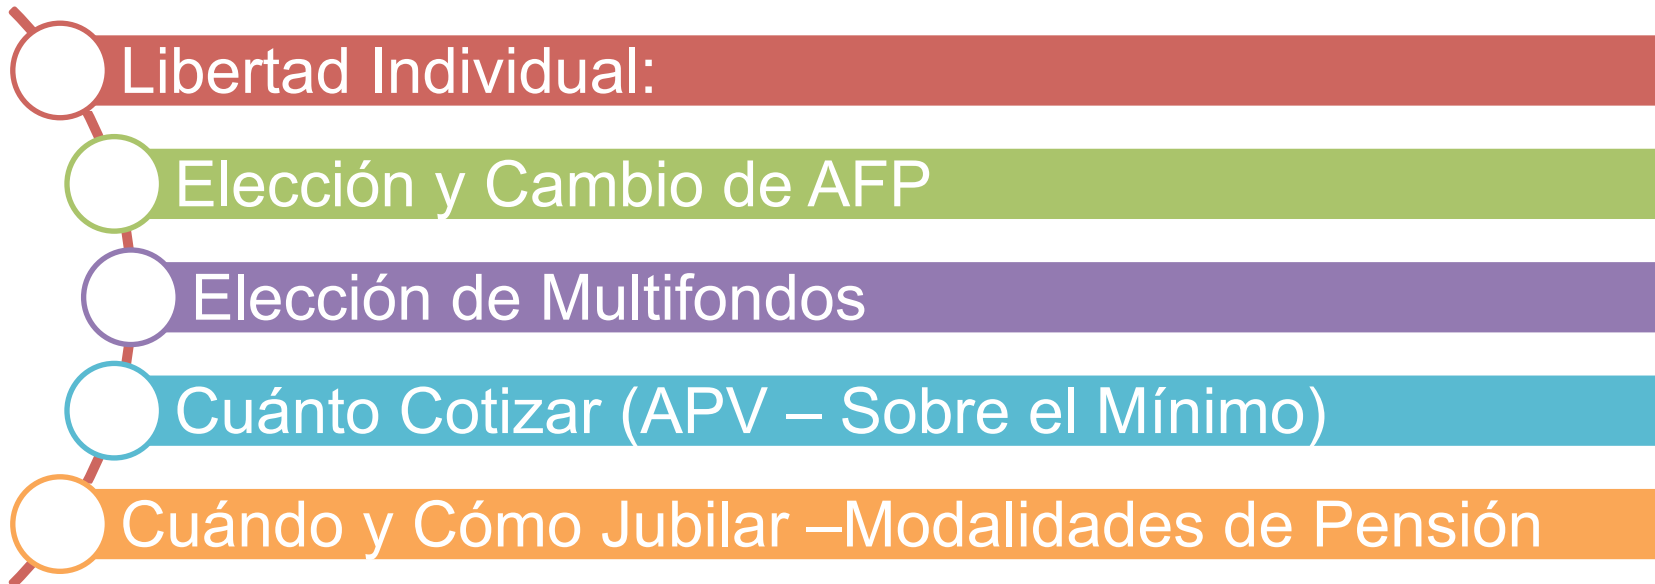 Libertad Individual:
Elección y Cambio de AFP
Elección de Multifondos
Cuánto Cotizar (APV – Sobre el Mínimo)
Cuándo y Cómo Jubilar –Modalidades de Pensión